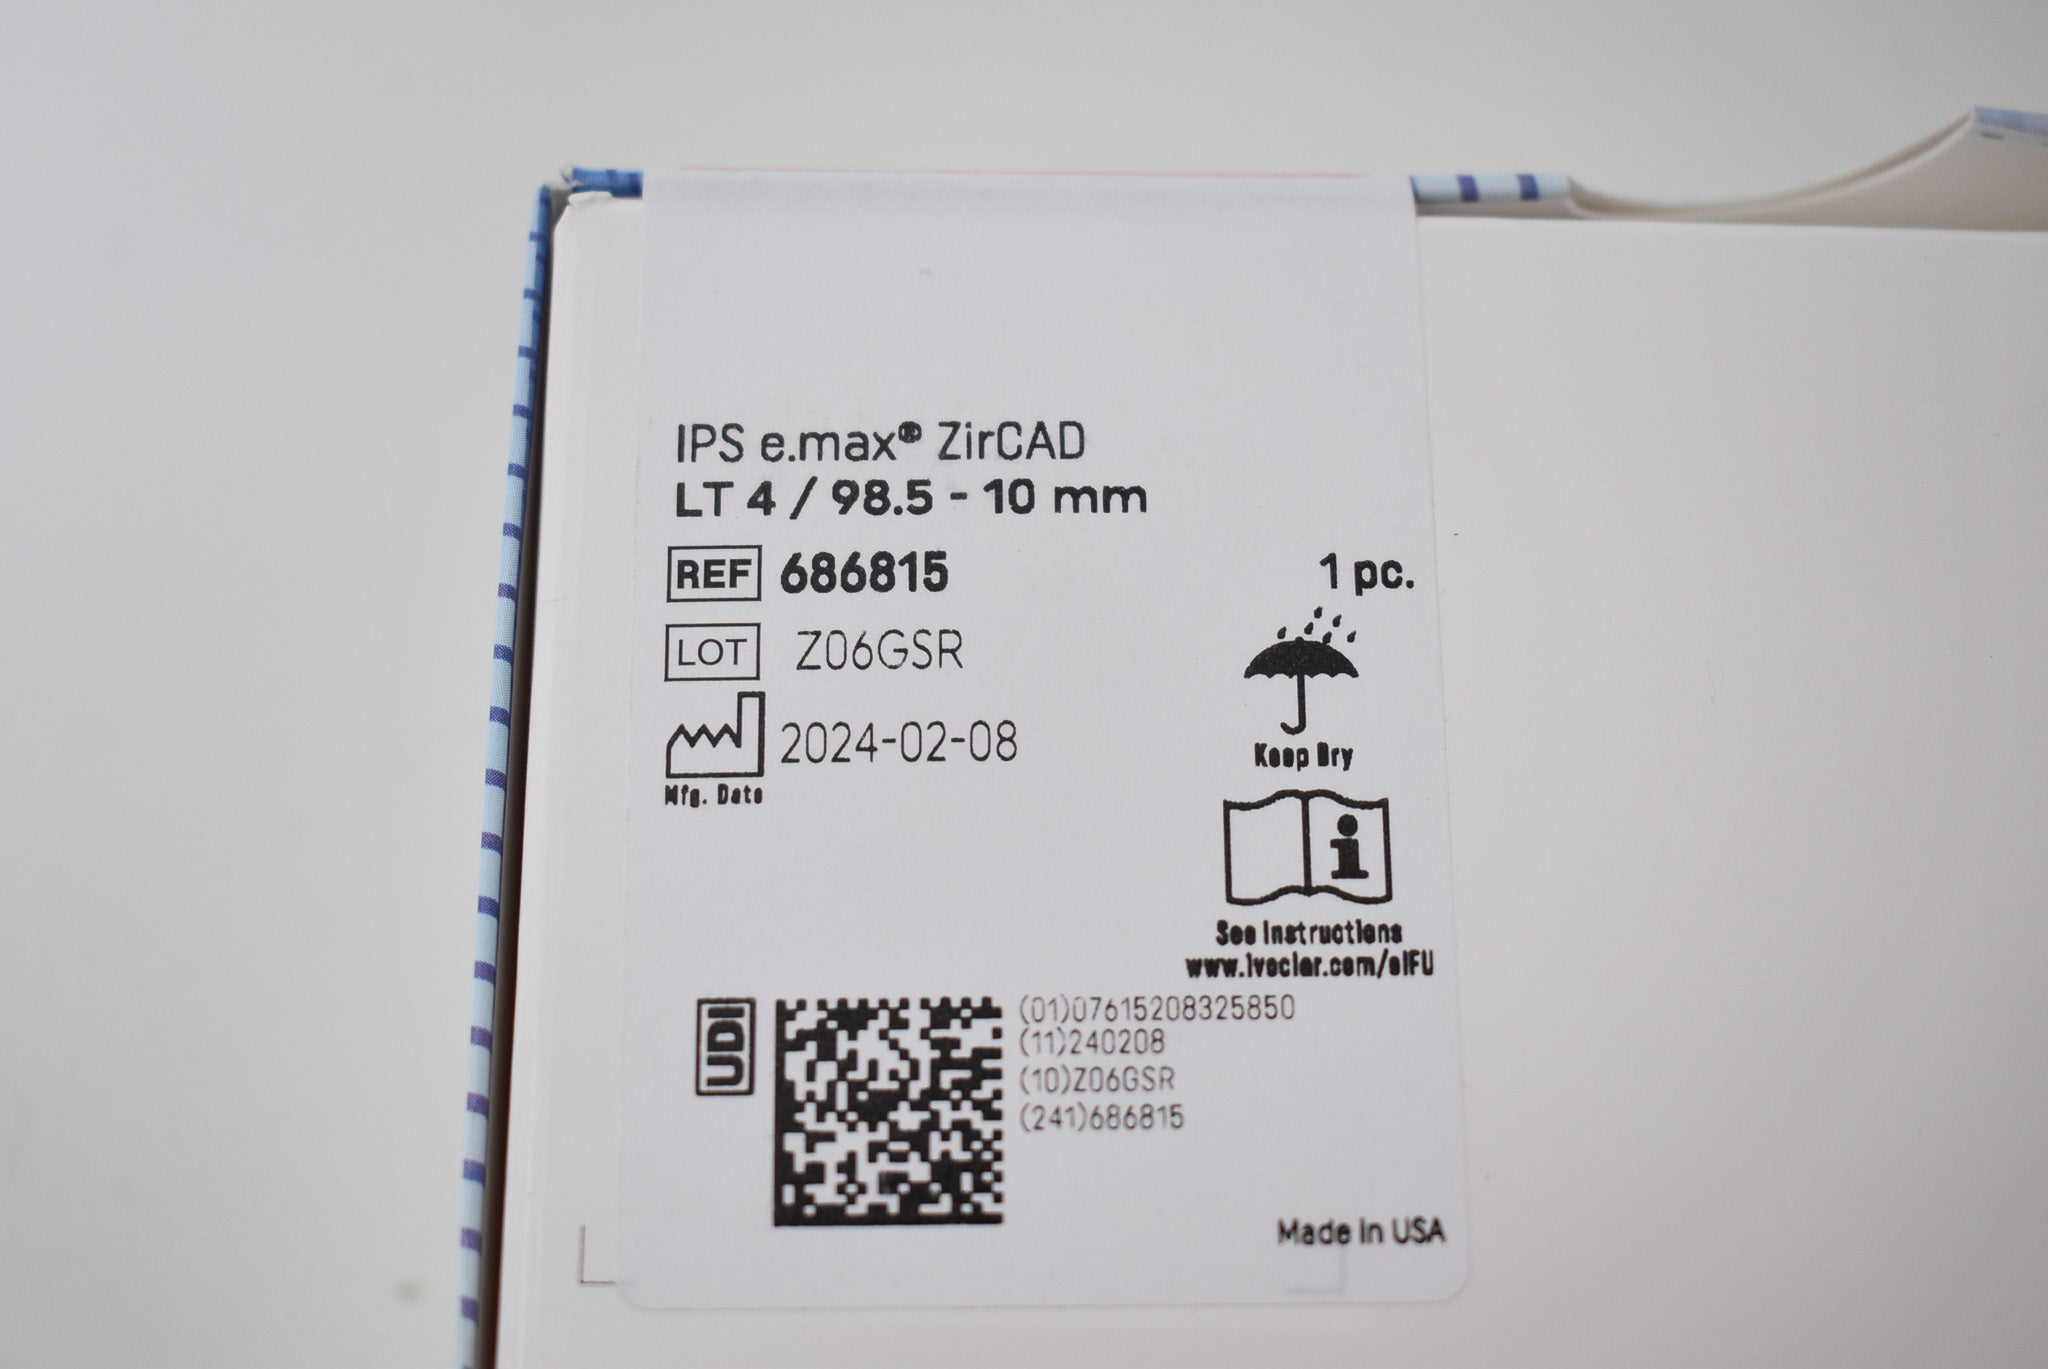 IPS e.max® ZirCAD
LT 4 / 98.5 - 10 mm
REF 686815
1 pc.
LOT Z06GSR
2024-02-08
Mfg. Date
Keep Dry
i
See Instructions
www.ivoclar.com/eIFU
UDI
(01)07615208325850
(11)240208
(10)Z06GSR
(241)686815
Made in USA